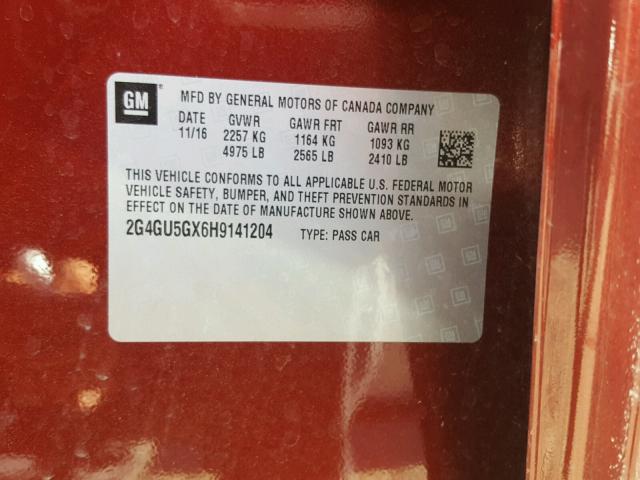 GM
MFD BY GENERAL MOTORS OF CANADA COMPANY
DATE GVWR GAWR FRT GAWR RR
11/16 2257 KG 1164 KG 1093 KG
4975 LB 2565 LB 2410 LB
THIS VEHICLE CONFORMS TO ALL APPLICABLE U.S. FEDERAL MOTOR
VEHICLE SAFETY, BUMPER, AND THEFT PREVENTION STANDARDS IN
EFFECT ON THE DATE OF MANUFACTURE SHOWN ABOVE.
2G4GU5GX6H9141204 TYPE: PASS CAR